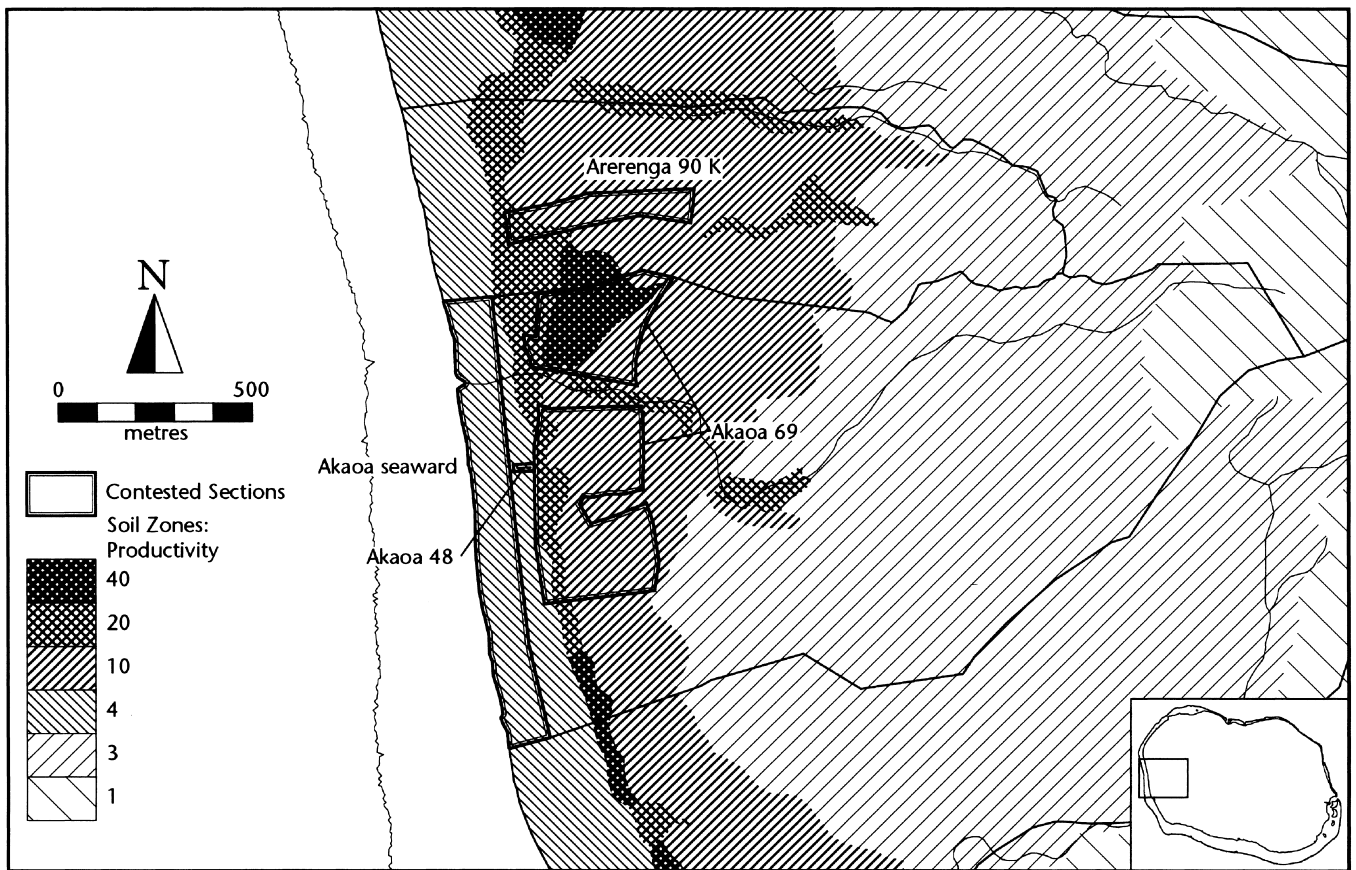 Arerenga 90 K
N
0 500
metres
Akaoa 69
Akaoa seaward
Contested Sections
Soil Zones:
Productivity
Akaoa 48
40
20
10
4
3
1